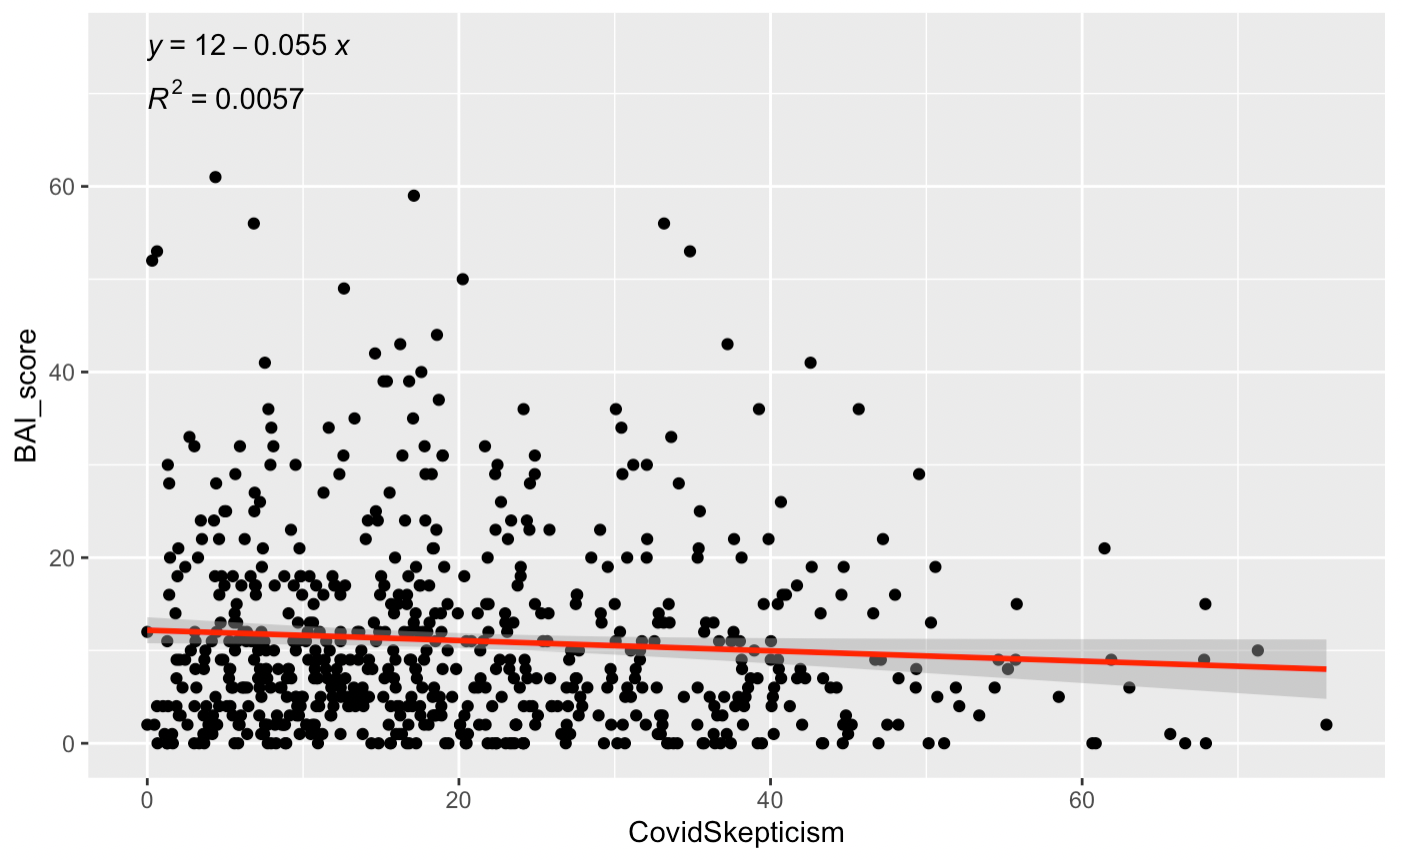 y = 12 − 0.055 x
R² = 0.0057
60
40
20
0
BAI_score
0 20 40 60
CovidSkepticism